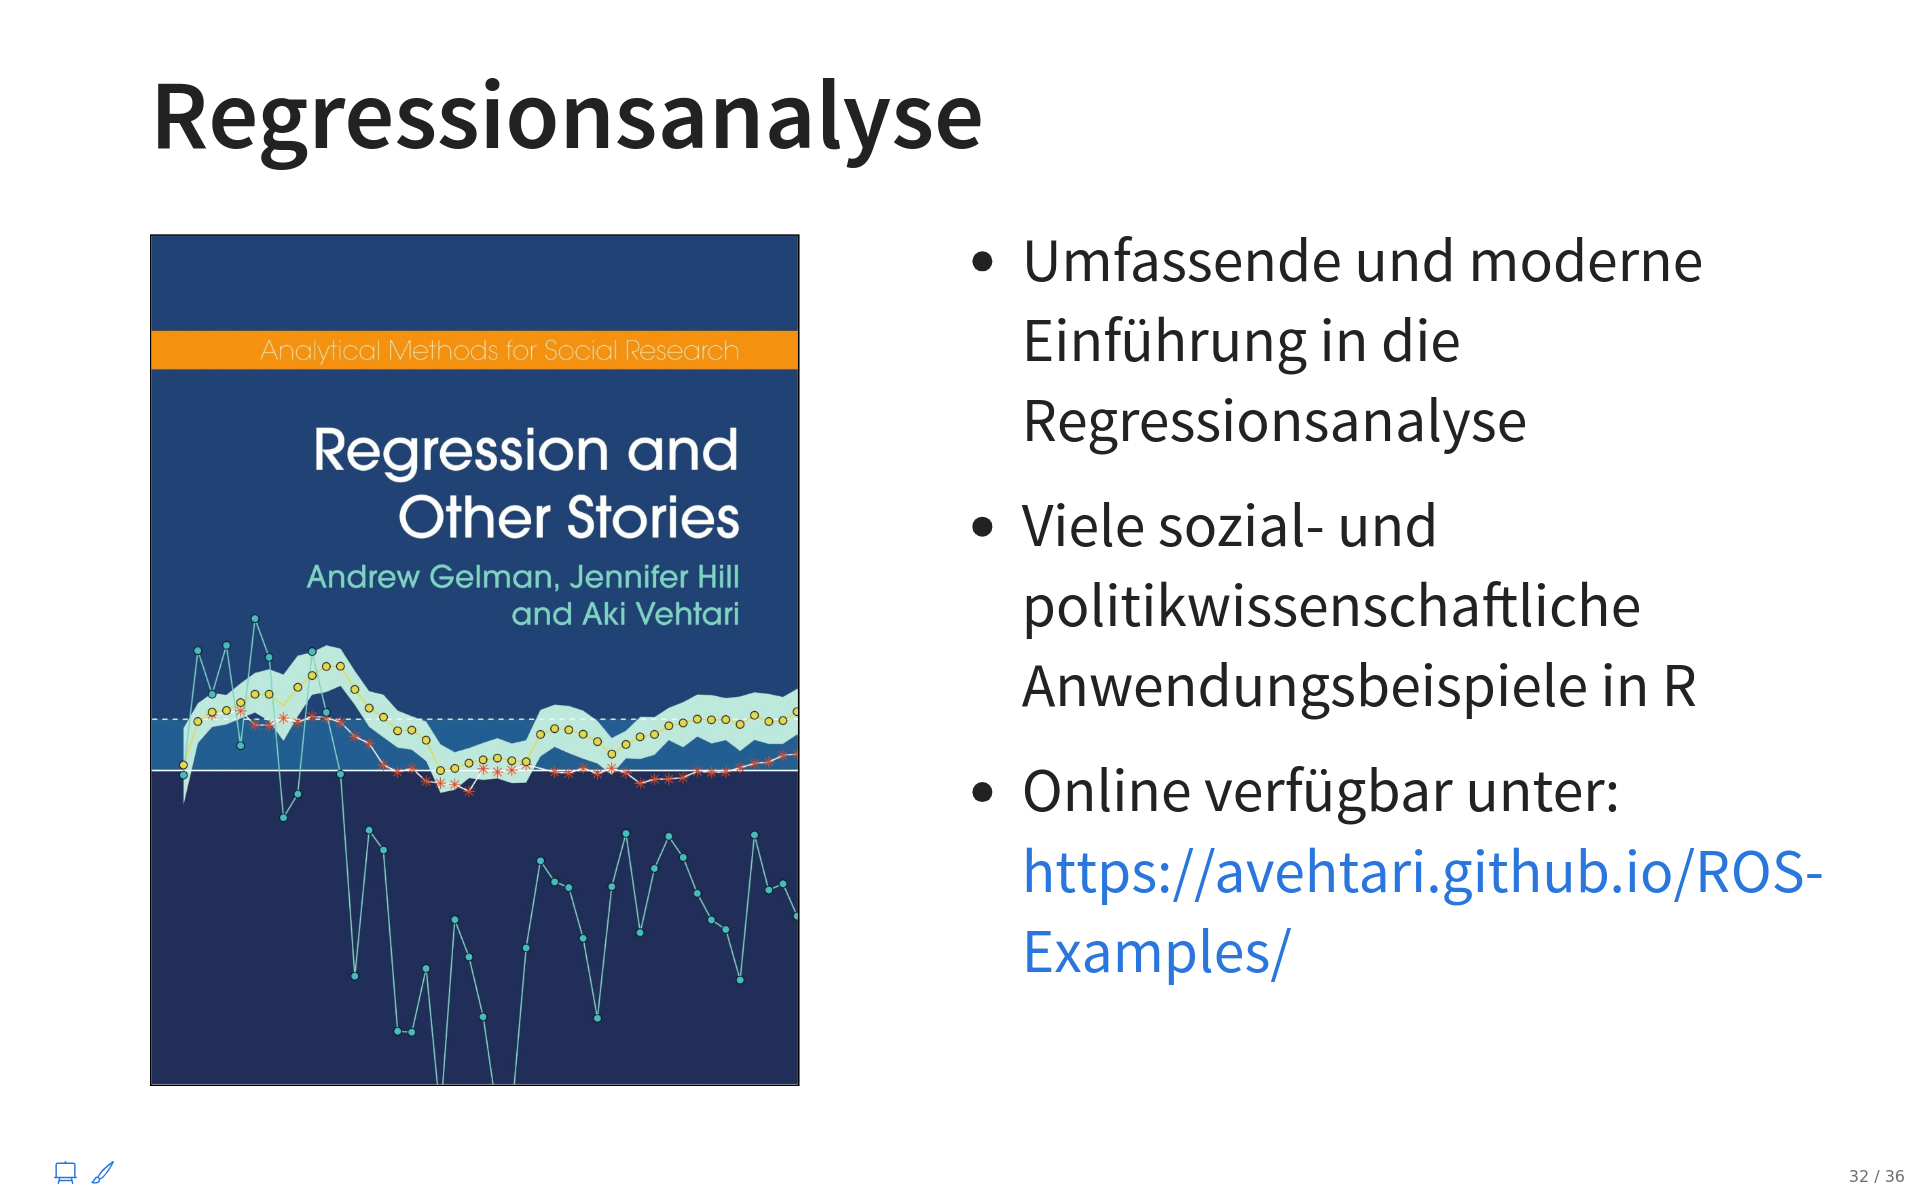 Regressionsanalyse
Analytical Methods for Social Research
Regression and
Other Stories
Andrew Gelman, Jennifer Hill
and Aki Vehtari
• Umfassende und moderne
Einführung in die
Regressionsanalyse
• Viele sozial- und
politikwissenschaftliche
Anwendungsbeispiele in R
• Online verfügbar unter:
https://avehtari.github.io/ROS-
Examples/
32 / 36